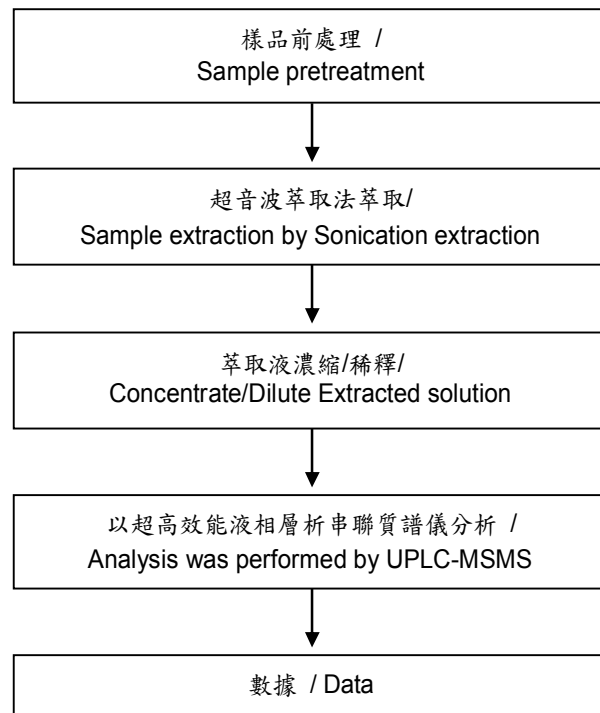 樣品前處理 /
Sample pretreatment
超音波萃取法萃取/
Sample extraction by Sonication extraction
萃取液濃縮/稀釋/
Concentrate/Dilute Extracted solution
以超高效能液相層析串聯質譜儀分析 /
Analysis was performed by UPLC-MSMS
數據 / Data